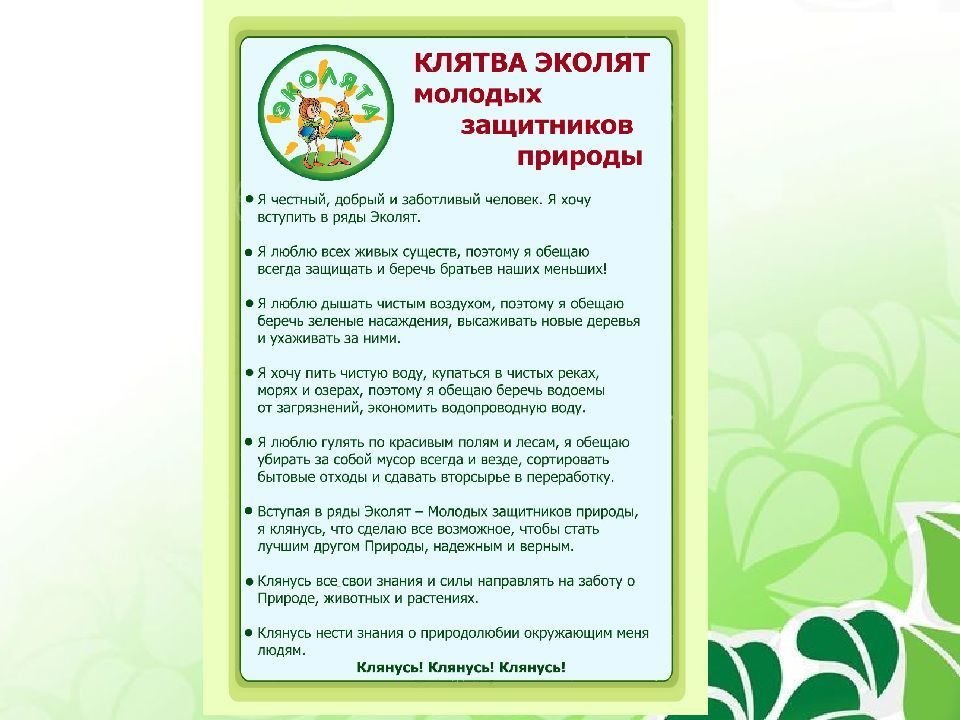 ЭКОЛЯТА
КЛЯТВА ЭКОЛЯТ
молодых
защитников
природы
• Я честный, добрый и заботливый человек. Я хочу
вступить в ряды Эколят.
• Я люблю всех живых существ, поэтому я обещаю
всегда защищать и беречь братьев наших меньших!
• Я люблю дышать чистым воздухом, поэтому я обещаю
беречь зеленые насаждения, высаживать новые деревья
и ухаживать за ними.
• Я хочу пить чистую воду, купаться в чистых реках,
морях и озерах, поэтому я обещаю беречь водоемы
от загрязнений, экономить водопроводную воду.
• Я люблю гулять по красивым полям и лесам, я обещаю
убирать за собой мусор всегда и везде, сортировать
бытовые отходы и сдавать вторсырье в переработку.
• Вступая в ряды Эколят – Молодых защитников природы,
я клянусь, что сделаю все возможное, чтобы стать
лучшим другом Природы, надежным и верным.
• Клянусь все свои знания и силы направлять на заботу о
Природе, животных и растениях.
• Клянусь нести знания о природолюбии окружающим меня
людям.
Клянусь! Клянусь! Клянусь!